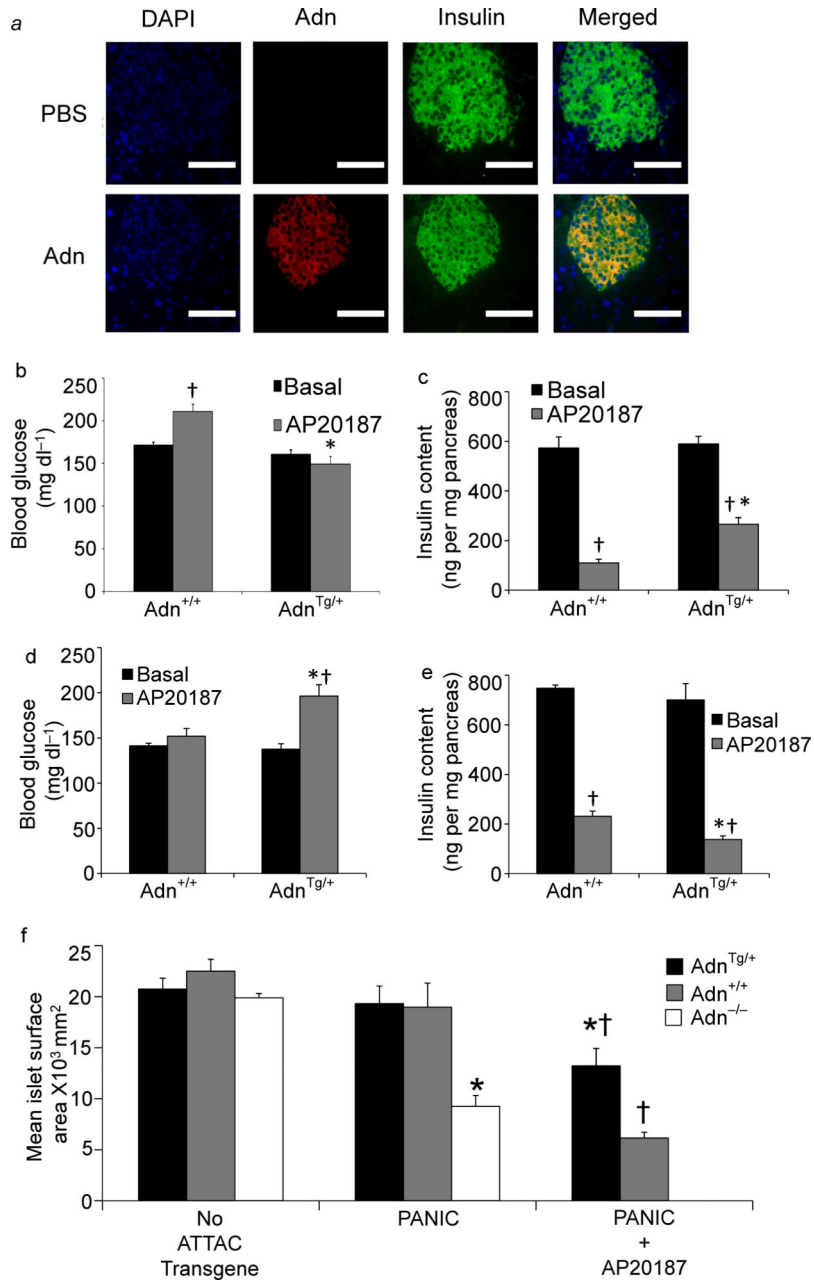 a
DAPI Adn Insulin Merged
PBS
Adn
b
Blood glucose
(mg dl⁻¹)
250
200
150
100
50
0
†
*
Basal
AP20187
Adn+/+ AdnTg/+
c
Insulin content
(ng per mg pancreas)
800
600
400
200
0
Basal
AP20187
†
†*
Adn+/+ AdnTg/+
d
Blood glucose
(mg dl⁻¹)
250
200
150
100
50
0
Basal
AP20187
*†
Adn+/+ AdnTg/+
e
Insulin content
(ng per mg pancreas)
800
600
400
200
0
Basal
AP20187
†
*†
Adn+/+ AdnTg/+
f
Mean islet surface
area X10³ mm²
25
20
15
10
5
0
AdnTg/+
Adn+/+
Adn−/−
*
*†
†
No
ATTAC
Transgene
PANIC
PANIC
+
AP20187